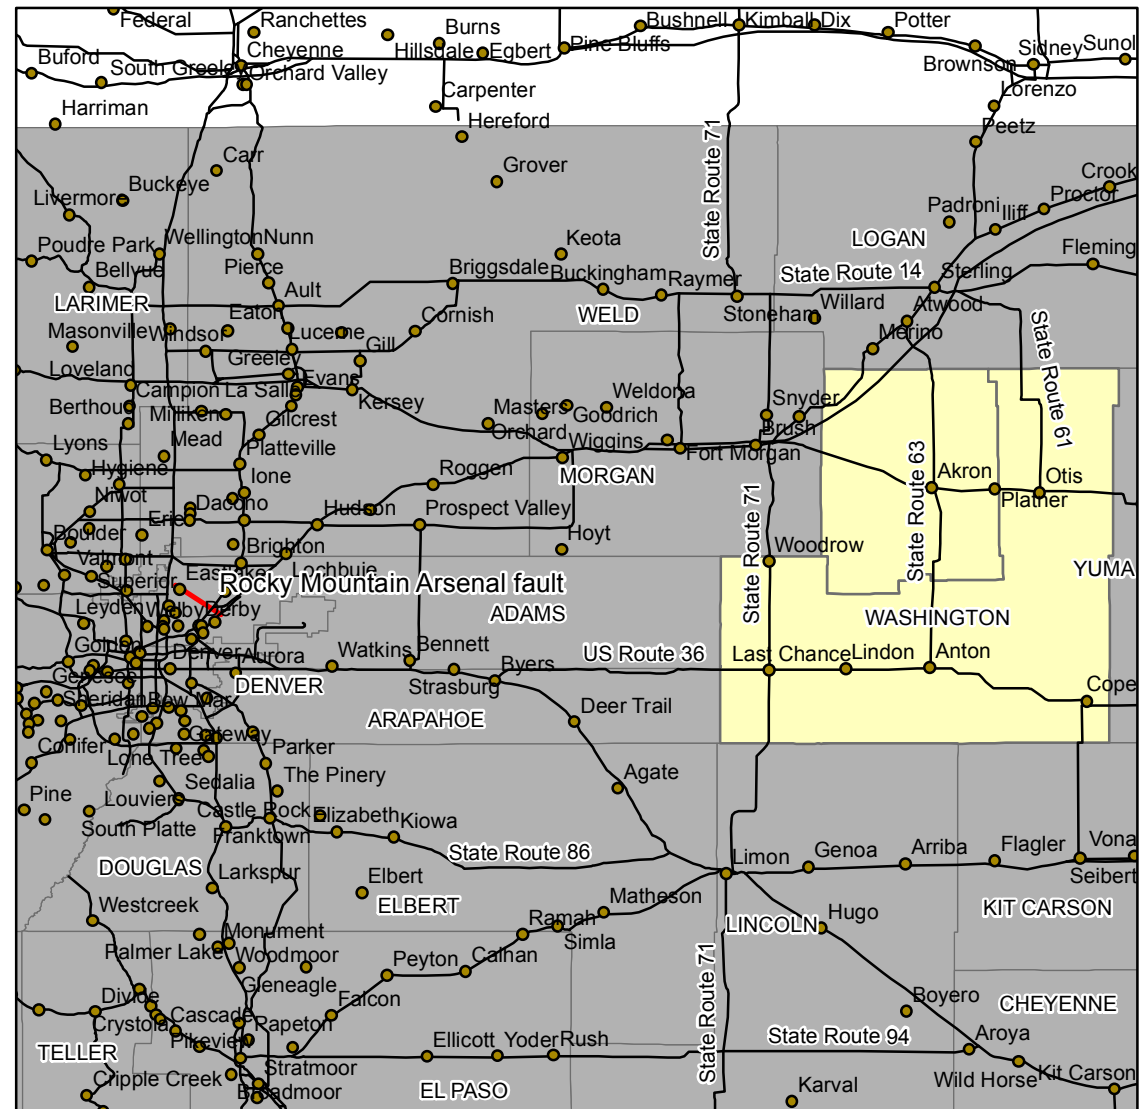 Federal
Ranchettes
Burns
Bushnell
Kimball
Dix
Potter
Buford
South Greeley
Cheyenne
Hillsdale
Egbert
Pine Bluffs
Brownson
Sidney
Sunol
Orchard Valley
Harriman
Carpenter
Lorenzo
Hereford
Peetz
State Route 71
Carr
Grover
Crook
Buckeye
Livermore
Padroni
Iliff
Proctor
Poudre Park
Wellington
Nunn
Keota
LOGAN
Fleming
Bellvue
Pierce
Briggsdale
Buckingham
Raymer
State Route 14
Sterling
LARIMER
Ault
Eaton
Cornish
WELD
Stoneham
Willard
Atwood
Masonville
Windsor
Lucerne
Gill
Merino
State Route 61
Greeley
Loveland
Evans
Campion
La Salle
Kersey
Weldona
Snyder
Berthoud
Milliken
Gilcrest
Masters
Goodrich
Orchard
Brush
Lyons
Mead
Platteville
Wiggins
Fort Morgan
Hygiene
Ione
Roggen
MORGAN
State Route 63
Akron
Otis
Platner
Niwot
Dacono
Erie
Hudson
Prospect Valley
State Route 71
Boulder
Brighton
Hoyt
Woodrow
Valmont
Lochbuie
Superior
Eastlake
Rocky Mountain Arsenal fault
YUMA
Leyden
Welby
Derby
ADAMS
WASHINGTON
Golden
Denver
Aurora
Watkins
Bennett
US Route 36
Last Chance
Lindon
Anton
Genesee
DENVER
Strasburg
Byers
Cope
Sheridan
Bow Mar
ARAPAHOE
Deer Trail
Conifer
Gateway
Lone Tree
Parker
Sedalia
The Pinery
Agate
Pine
Louviers
Castle Rock
Elizabeth
Kiowa
South Platte
Franktown
State Route 86
Limon
Genoa
Arriba
Flagler
Vona
Seibert
DOUGLAS
Larkspur
Elbert
ELBERT
Matheson
KIT CARSON
Westcreek
Ramah
Simla
LINCOLN
Hugo
Monument
Palmer Lake
Woodmoor
Peyton
Calhan
Gleneagle
State Route 71
Divide
Falcon
Boyero
CHEYENNE
Crystola
Cascade
Papeton
Pikeview
Ellicott
Yoder
Rush
State Route 94
Aroya
TELLER
Stratmoor
Cripple Creek
Broadmoor
EL PASO
Karval
Wild Horse
Kit Carson